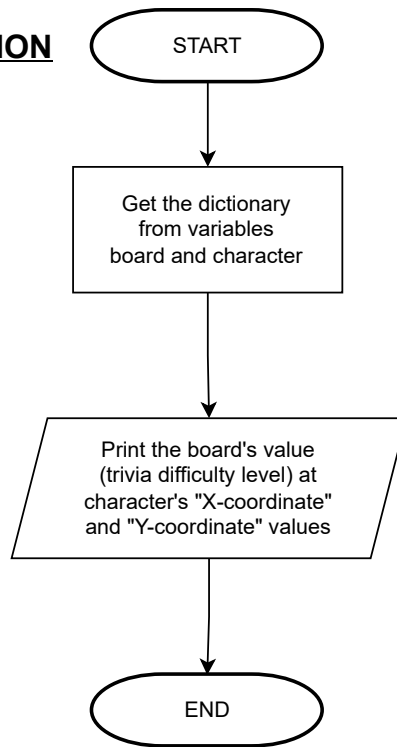 START
Get the dictionary
from variables
board and character
Print the board's value
(trivia difficulty level) at
character's "X-coordinate"
and "Y-coordinate" values
END